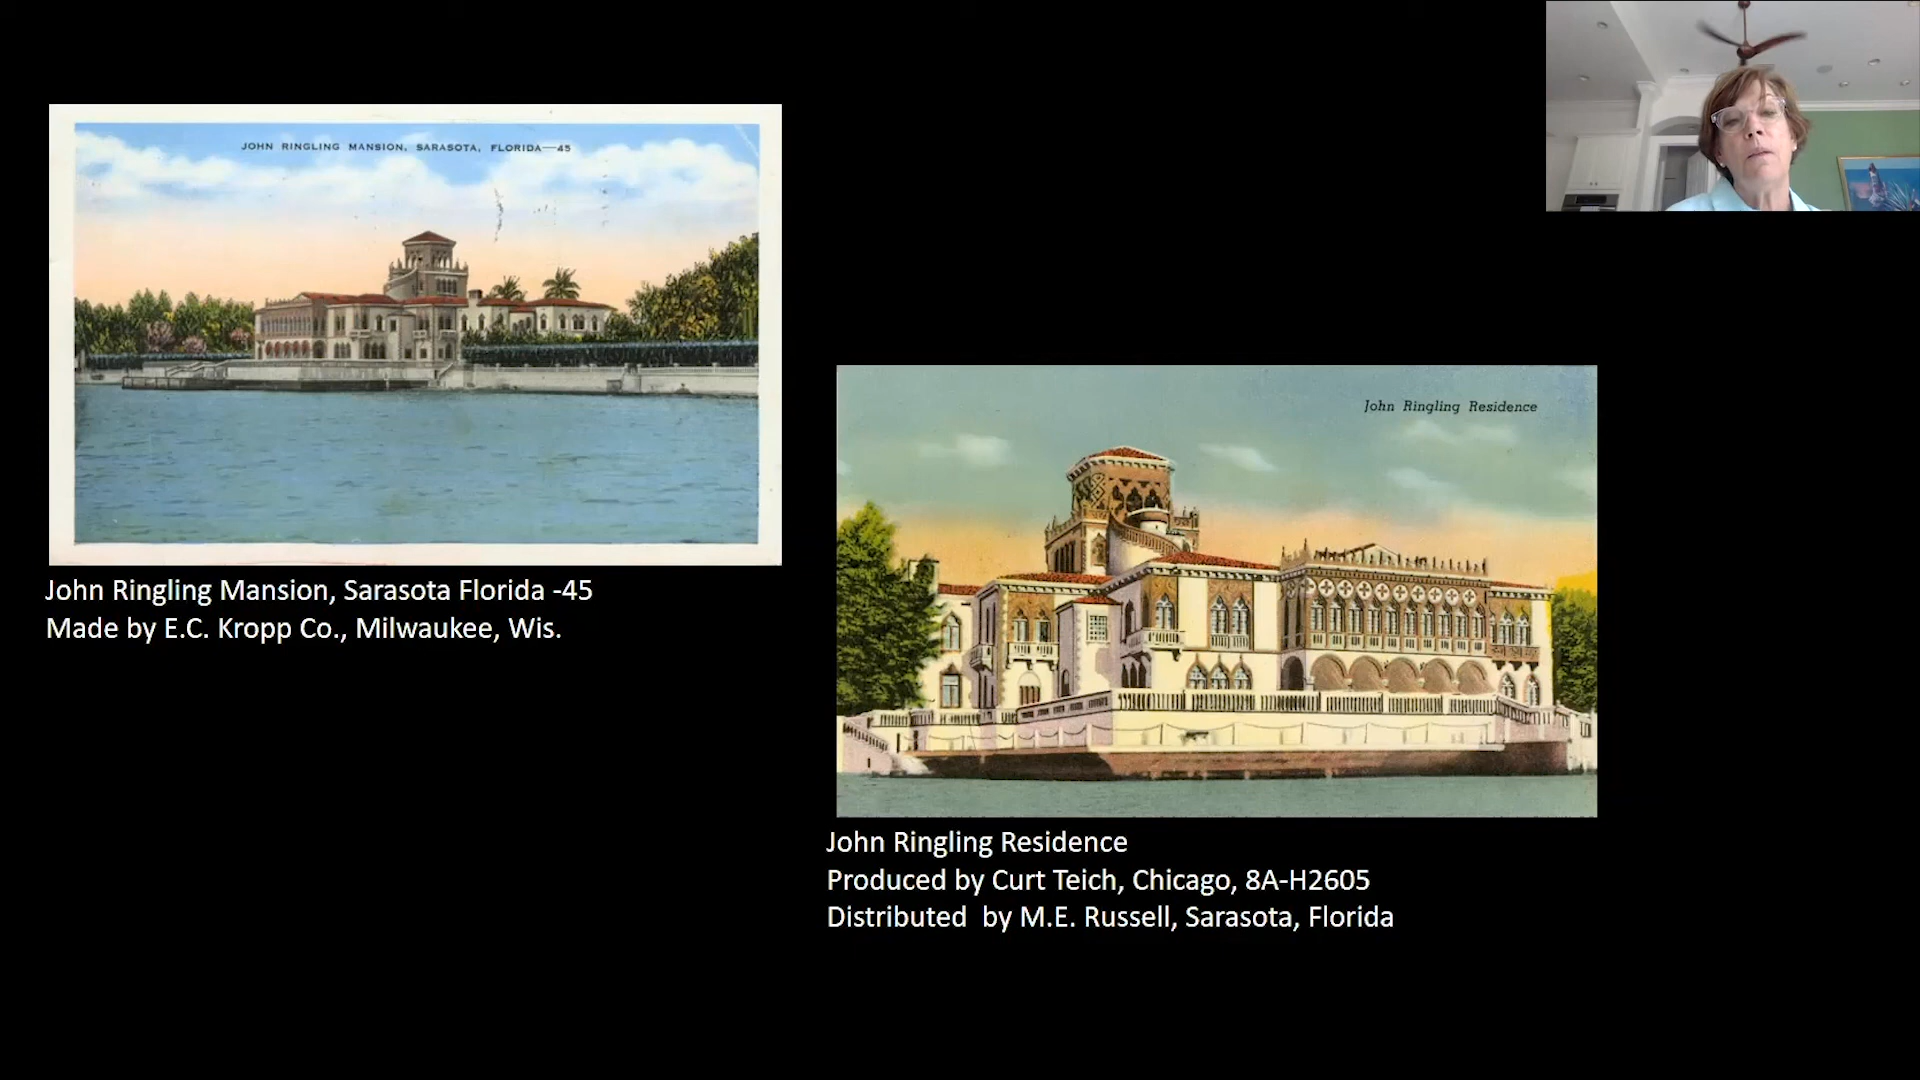 JOHN RINGLING MANSION, SARASOTA, FLORIDA—45
John Ringling Mansion, Sarasota Florida -45
Made by E.C. Kropp Co., Milwaukee, Wis.
John Ringling Residence
John Ringling Residence
Produced by Curt Teich, Chicago, 8A-H2605
Distributed  by M.E. Russell, Sarasota, Florida